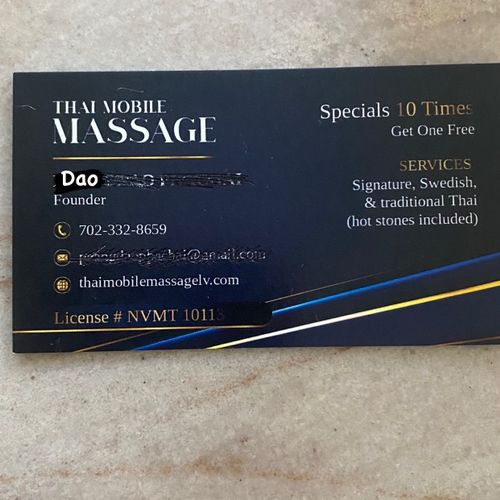 THAI MOBILE
MASSAGE
Dao
Founder
702-332-8659
thaimobilemassagelv.com
License # NVMT 1011
Specials 10 Times
Get One Free
SERVICES
Signature, Swedish,
& traditional Thai
(hot stones included)